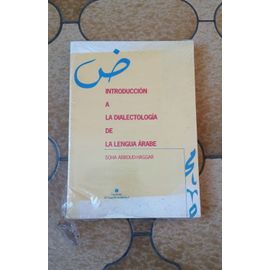 ض
INTRODUCCIÓN
A
LA DIALECTOLOGÍA
DE
LA LENGUA ÁRABE
SOHA ABBOUD-HAGGAR